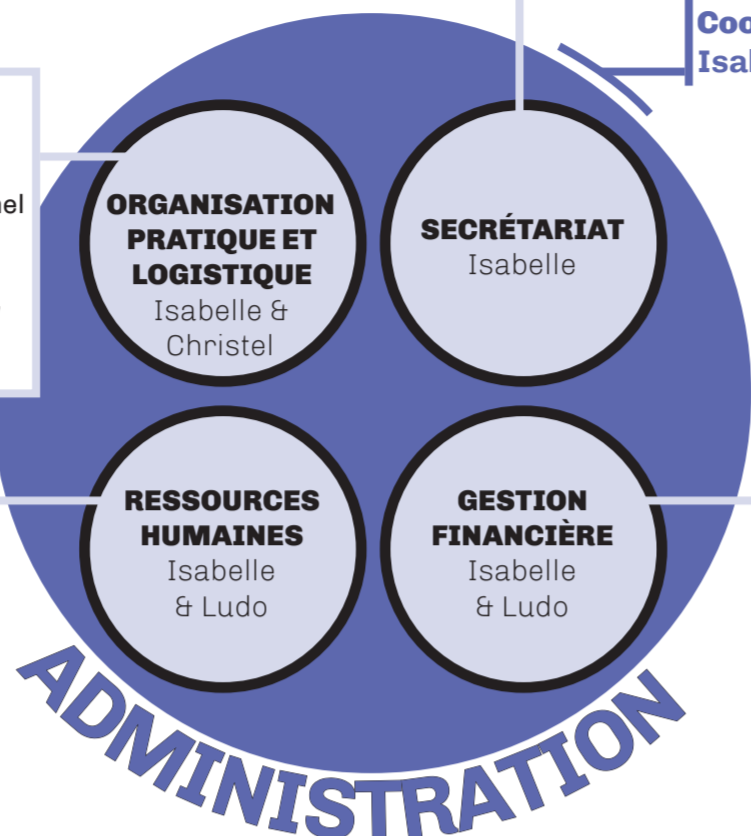 ORGANISATION
PRATIQUE ET
LOGISTIQUE
Isabelle &
Christel
SECRÉTARIAT
Isabelle
RESSOURCES
HUMAINES
Isabelle
& Ludo
GESTION
FINANCIÈRE
Isabelle
& Ludo
ADMINISTRATION